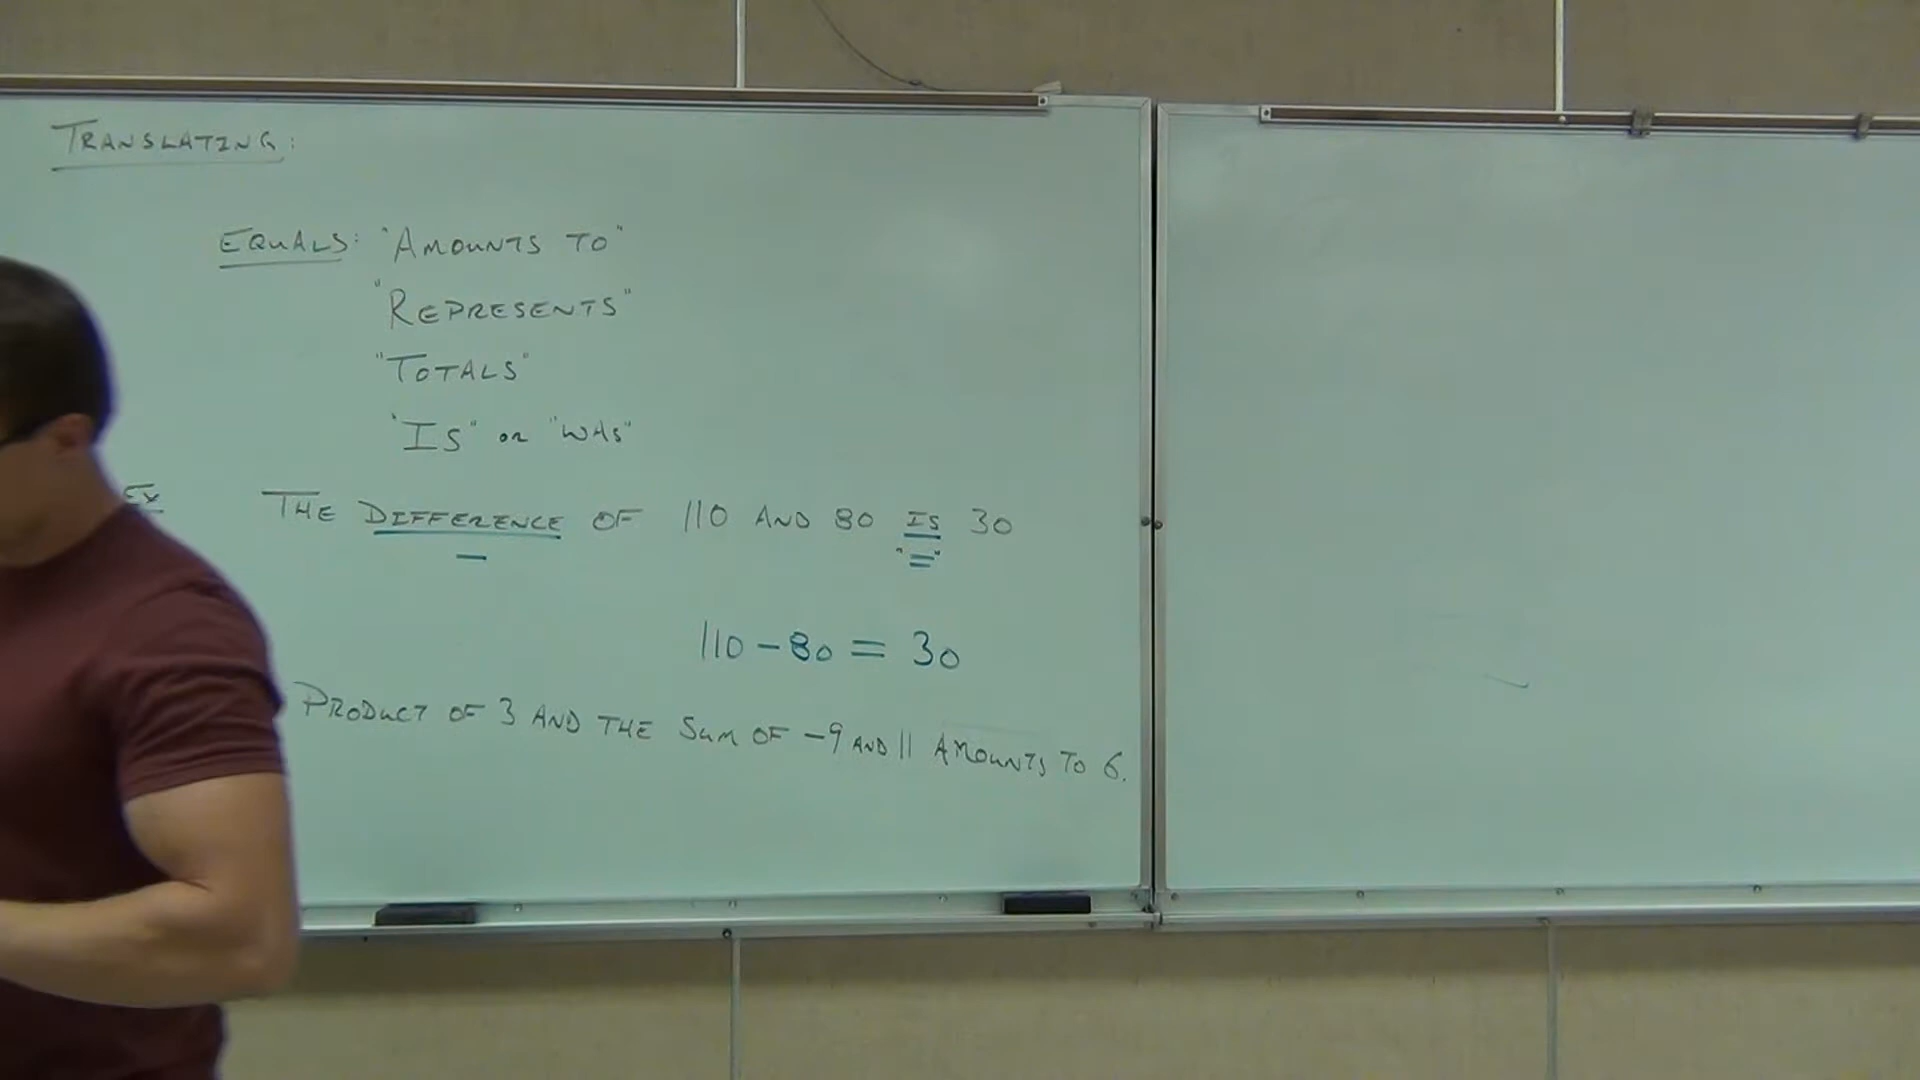 TRANSLATING:
EQUALS: "AMOUNTS TO"
"REPRESENTS"
"TOTALS"
"IS" OR "WAS"
EX THE DIFFERENCE OF 110 AND 80 IS 30
− "="
110 − 80 = 30
PRODUCT OF 3 AND THE SUM OF −9 AND 11 AMOUNTS TO 6.